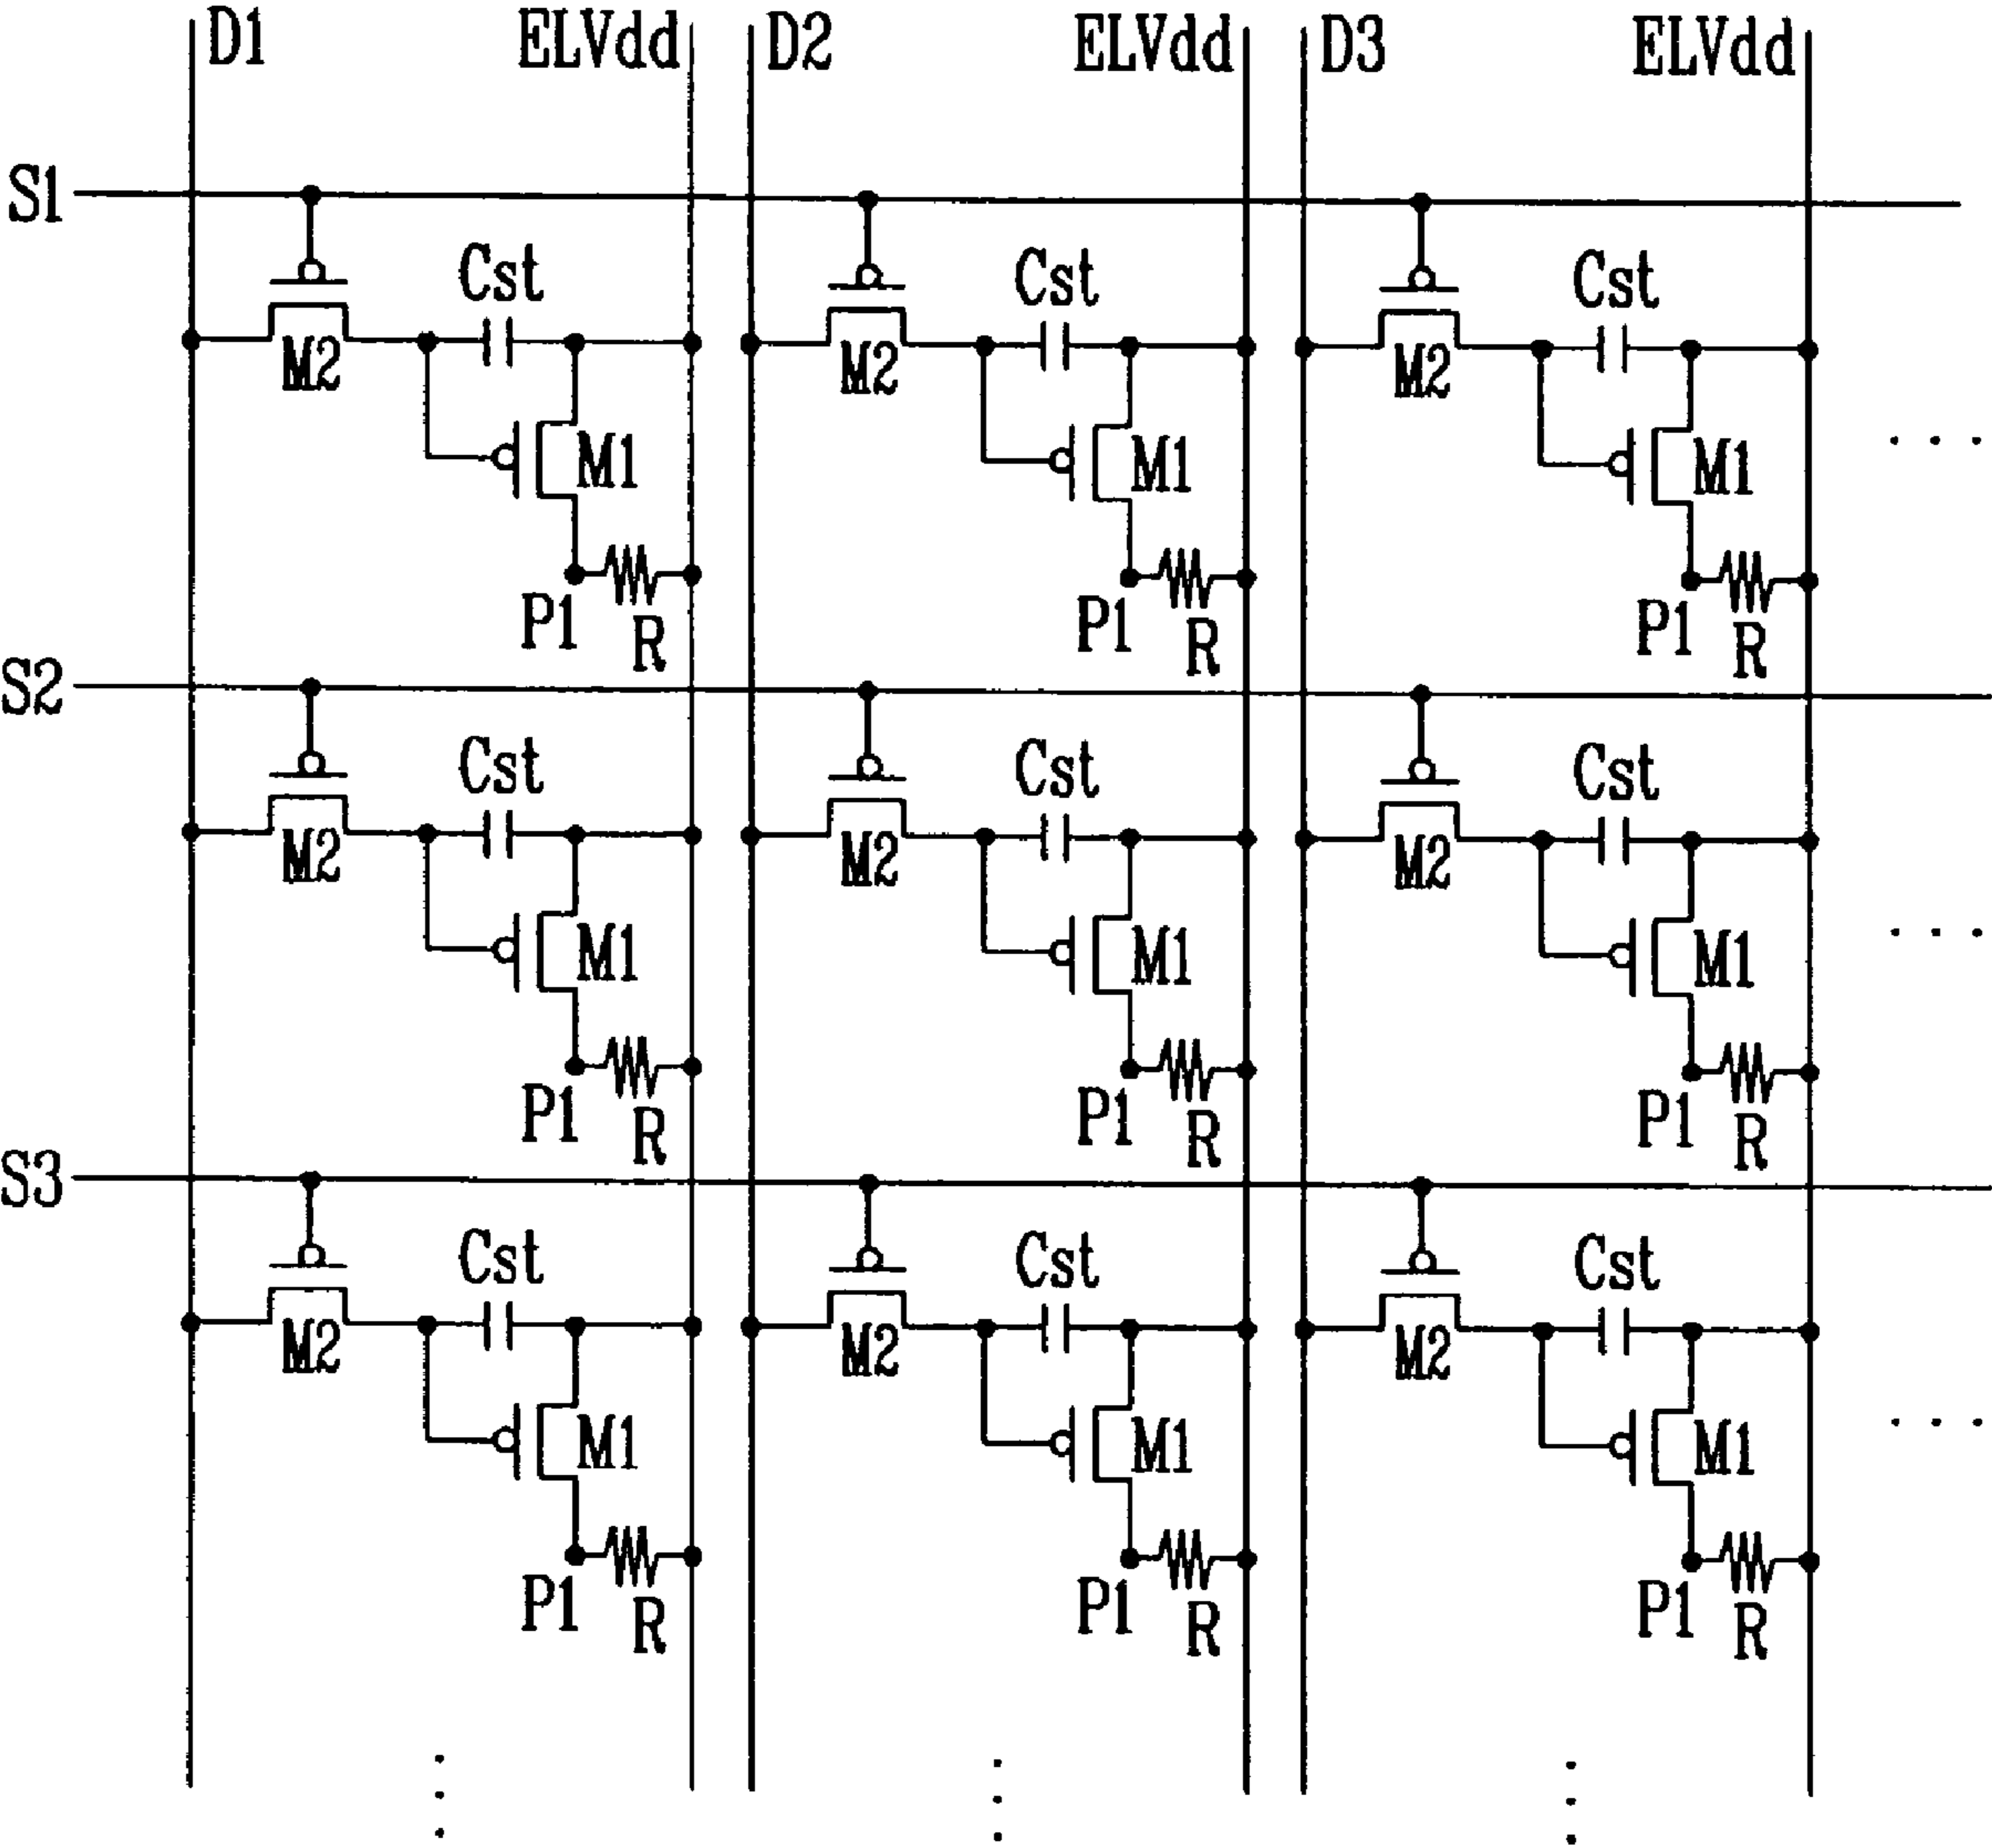 D1 ELVdd D2 ELVdd D3 ELVdd
S1
Cst Cst Cst
M2 M2 M2
M1 M1 M1 . . .
P1 R P1 R P1 R
S2
Cst Cst Cst
M2 M2 M2
M1 M1 M1 . . .
P1 R P1 R P1 R
S3
Cst Cst Cst
M2 M2 M2
M1 M1 M1 . . .
P1 R P1 R P1 R